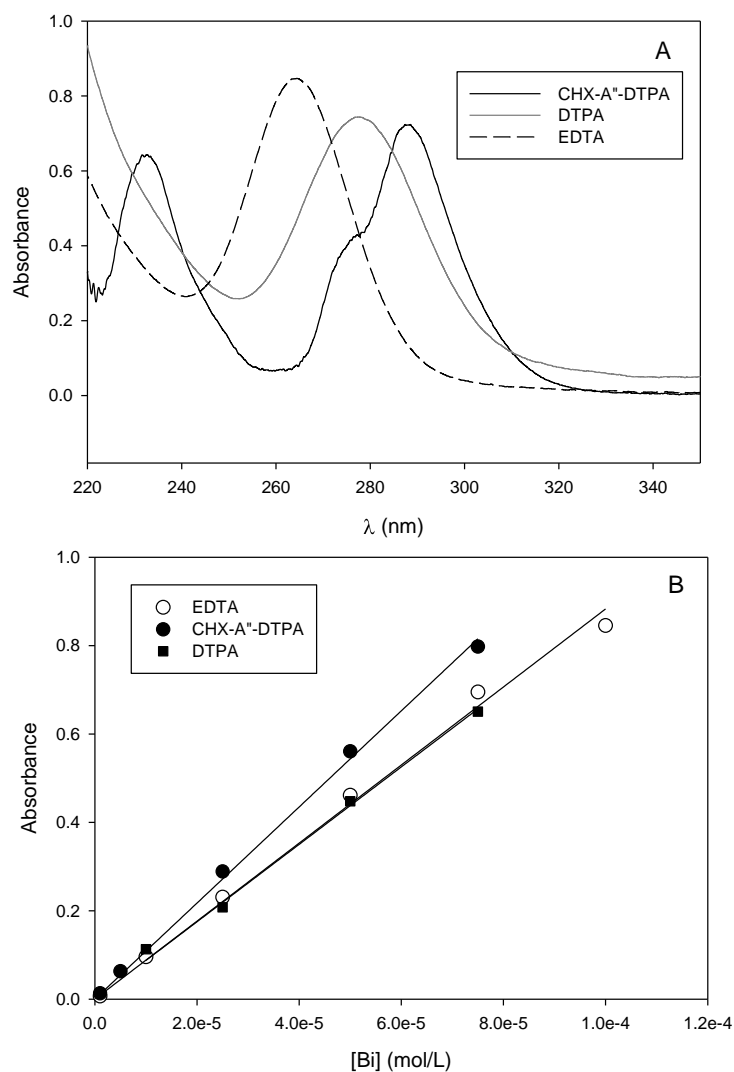 A
CHX-A"-DTPA
DTPA
EDTA
1.0
0.8
0.6
0.4
0.2
0.0
Absorbance
220 240 260 280 300 320 340
λ (nm)
B
EDTA
CHX-A"-DTPA
DTPA
1.0
0.8
0.6
0.4
0.2
0.0
Absorbance
0.0 2.0e-5 4.0e-5 6.0e-5 8.0e-5 1.0e-4 1.2e-4
[Bi] (mol/L)